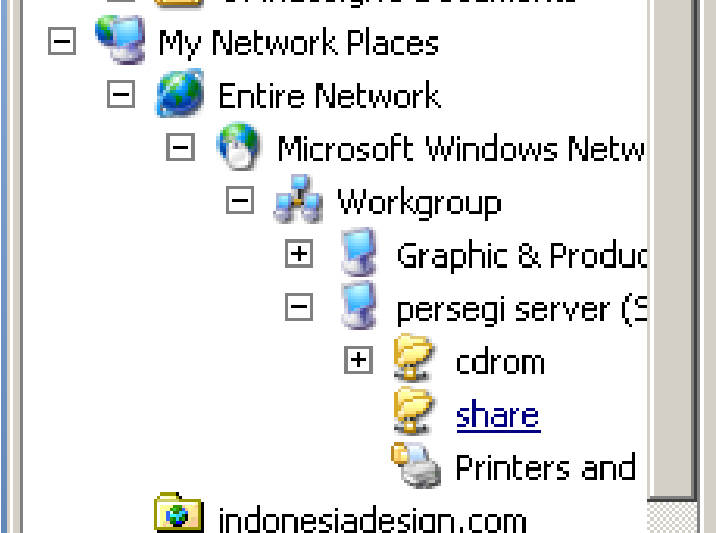 My Network Places
Entire Network
Microsoft Windows Netw
Workgroup
Graphic & Produc
persegi server (S
cdrom
share
Printers and
indonesiadesign.com